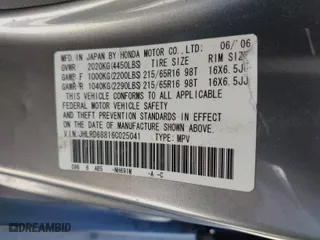 MFD. IN JAPAN BY HONDA MOTOR CO.,LTD. 06/'06
GVWR 2020KG(4450LBS TIRE SIZE RIM SIZE
GAWR F 1000KG(2200LBS 215/65R16 98T 16X6.5JJ
GAWR R 1040KG(2290LBS 215/65R16 98T 16X6.5JJ
THIS VEHICLE CONFORMS TO ALL APPLICABLE
FEDERAL MOTOR VEHICLE SAFETY AND THEFT
PREVENTION STANDARDS IN EFFECT ON THE DATE
OF MANUFACTURE SHOWN ABOVE.
V.I.N:JHLRD68816C025041 TYPE: MPV
-NH691M -A -C
DREAMBID